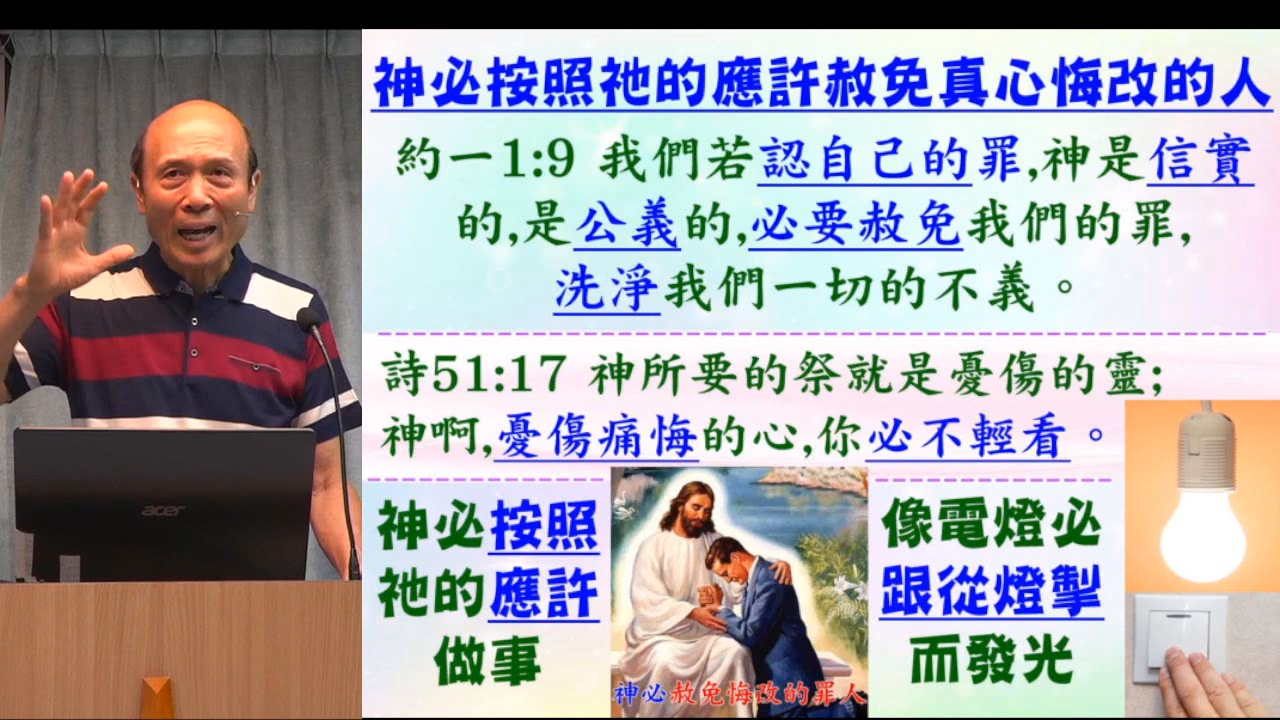 神必按照祂的應許赦免真心悔改的人
約一1:9 我們若認自己的罪,神是信實
的,是公義的,必要赦免我們的罪,
洗淨我們一切的不義。
詩51:17 神所要的祭就是憂傷的靈;
神啊,憂傷痛悔的心,你必不輕看。
神必按照
祂的應許
做事
神必赦免悔改的罪人
像電燈必
跟從燈掣
而發光
acer